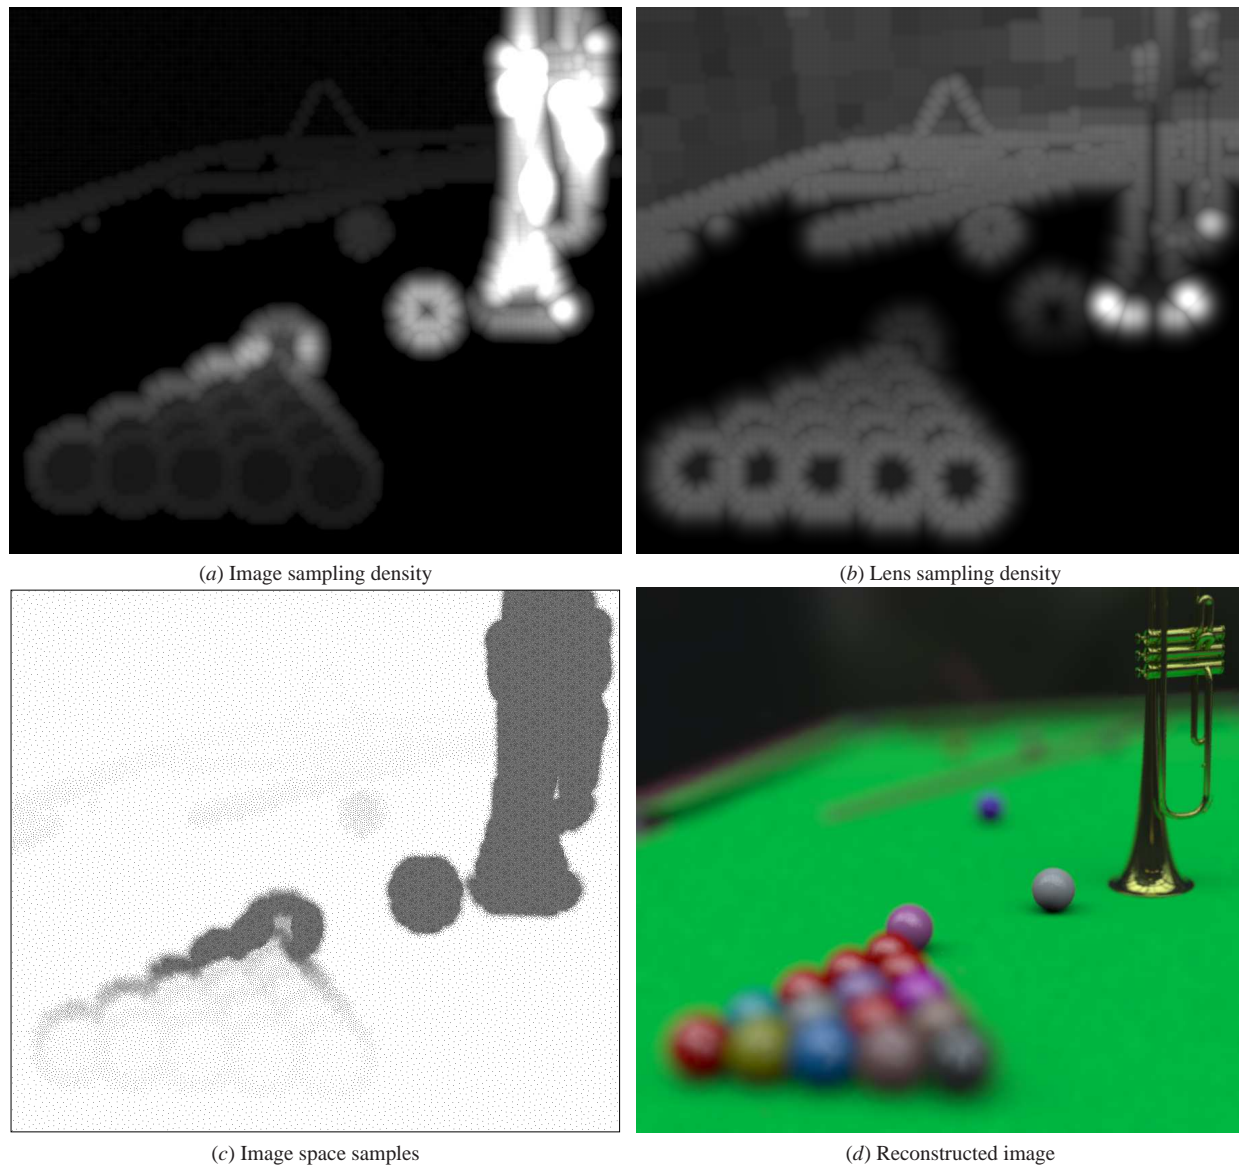 (a) Image sampling density
(b) Lens sampling density
(c) Image space samples
(d) Reconstructed image